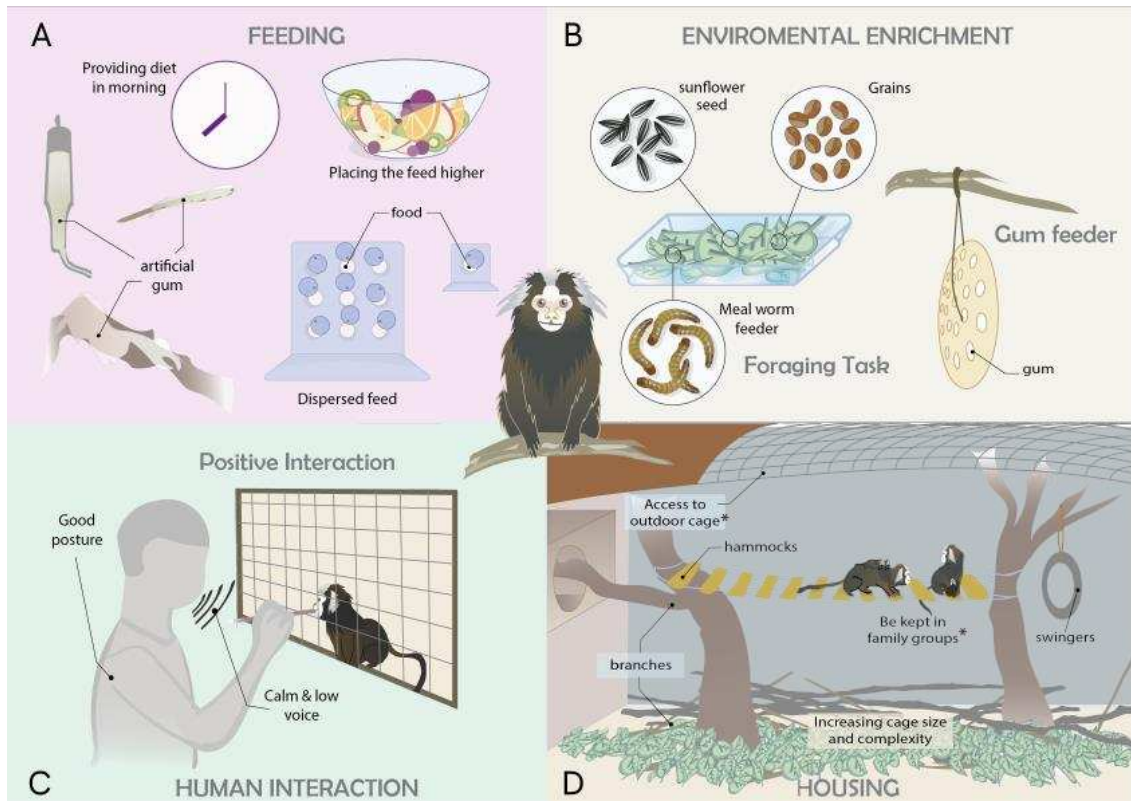 A
FEEDING
Providing diet
in morning
Placing the feed higher
food
artificial
gum
Dispersed feed
B
ENVIROMENTAL ENRICHMENT
sunflower
seed
Grains
Gum feeder
Meal worm
feeder
Foraging Task
gum
Positive Interaction
Good
posture
Calm & low
voice
C
HUMAN INTERACTION
Access to
outdoor cage*
hammocks
Be kept in
family groups*
swingers
branches
Increasing cage size
and complexity
D
HOUSING